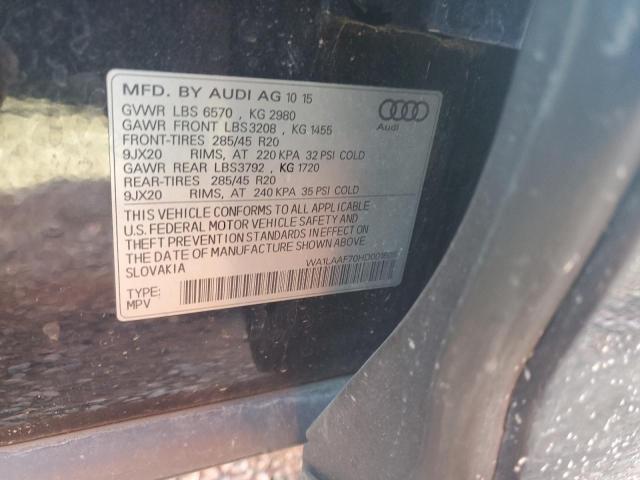 MFD. BY AUDI AG 10 15
GVWR LBS 6570 , KG 2980
GAWR FRONT LBS3208 , KG 1455
FRONT-TIRES 285/45 R20
9JX20 RIMS, AT 220 KPA 32 PSI COLD
GAWR REAR LBS3792 , KG 1720
REAR-TIRES 285/45 R20
9JX20 RIMS, AT 240 KPA 35 PSI COLD
THIS VEHICLE CONFORMS TO ALL APPLICABLE
U.S. FEDERAL MOTOR VEHICLE SAFETY AND
THEFT PREVENTION STANDARDS IN EFFECT ON
THE DATE OF MANUFACTURE SHOWN ABOVE.
SLOVAKIA
TYPE:
MPV
Audi